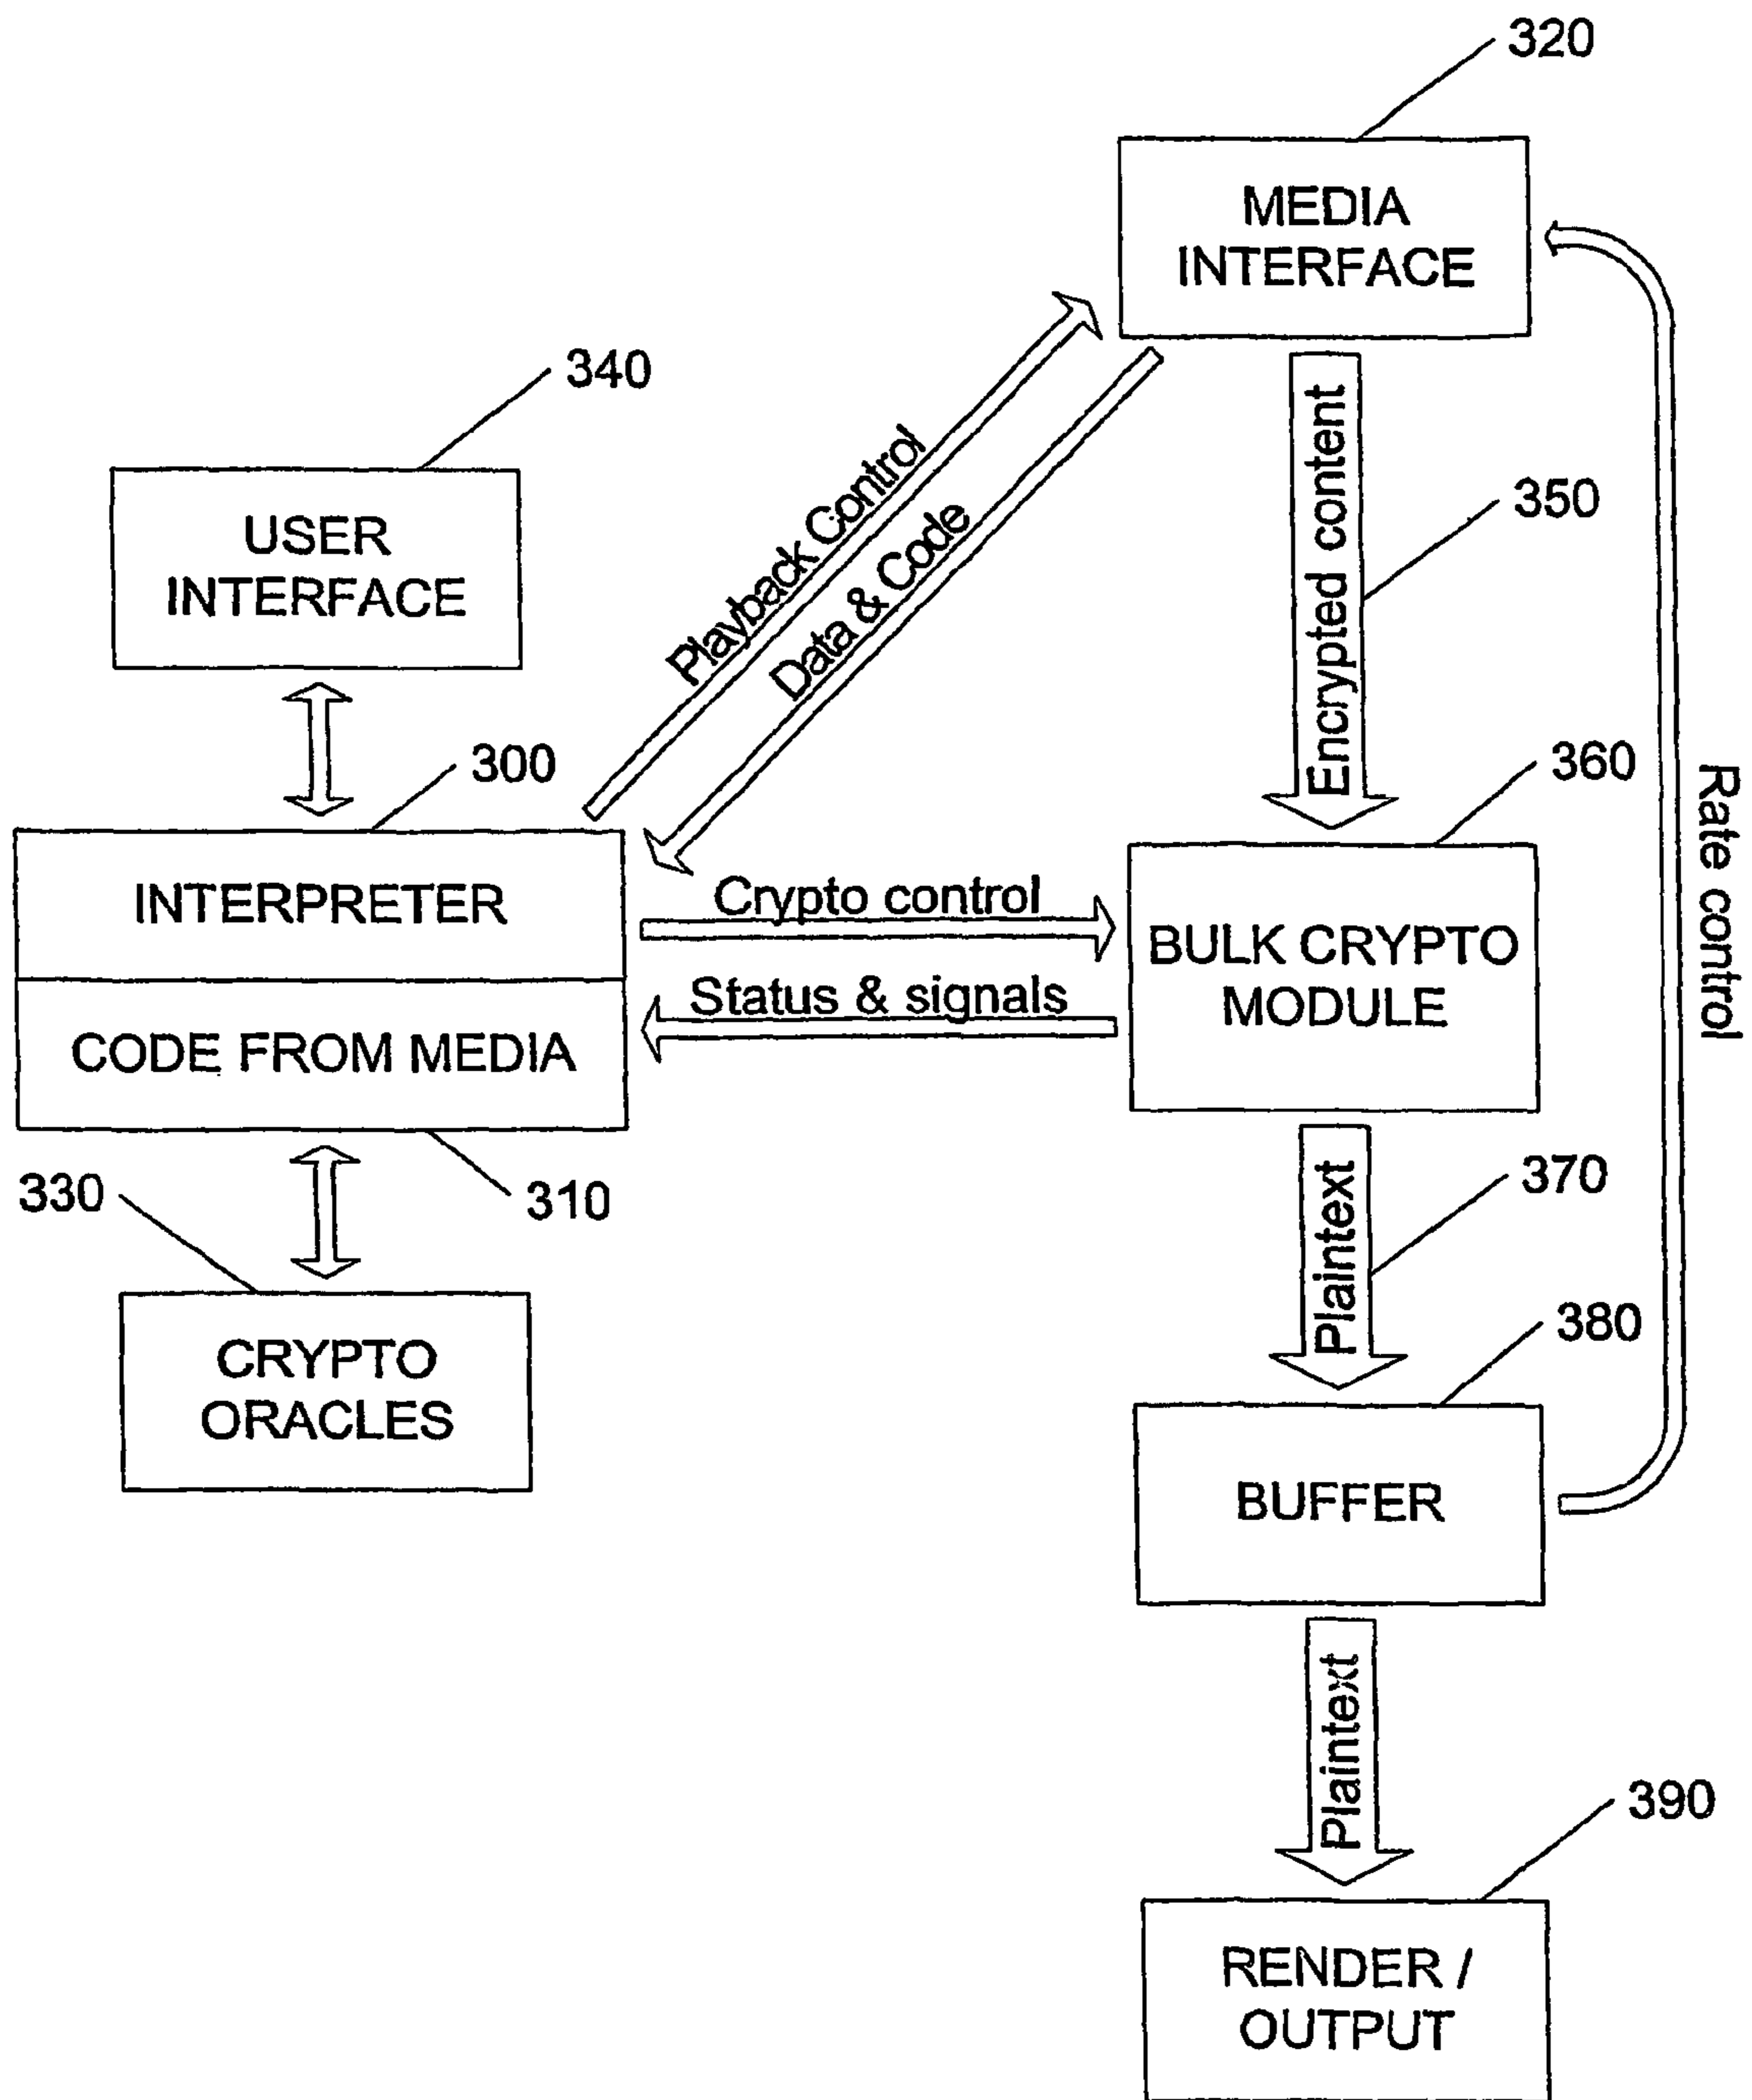 320
MEDIA
INTERFACE
340
USER
INTERFACE
Playback Control
Data & Code
Encrypted content
350
300
360
Rate control
INTERPRETER
Crypto control
BULK CRYPTO
MODULE
Status & signals
CODE FROM MEDIA
330
310
Plaintext
370
CRYPTO
ORACLES
380
BUFFER
Plaintext
390
RENDER /
OUTPUT